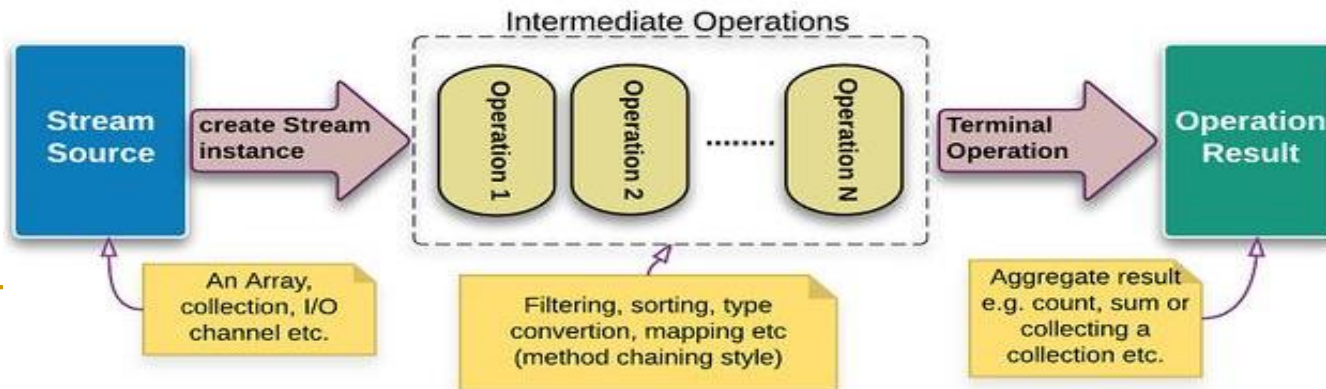 Intermediate Operations
Stream
Source
create Stream
instance
Operation 1
Operation 2
........
Operation N
Terminal
Operation
Operation
Result
An Array,
collection, I/O
channel etc.
Filtering, sorting, type
convertion, mapping etc
(method chaining style)
Aggregate result
e.g. count, sum or
collecting a
collection etc.